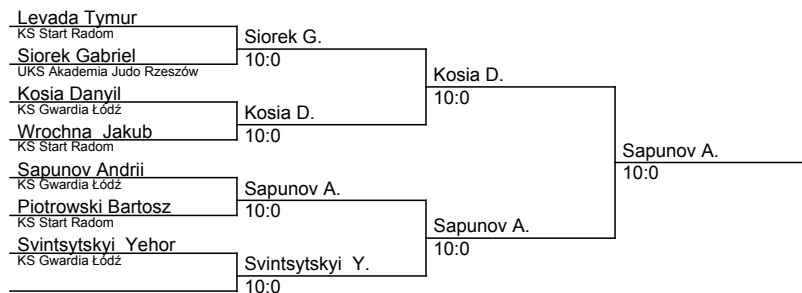 Levada Tymur
KS Start Radom
Siorek Gabriel
UKS Akademia Judo Rzeszów
Kosia Danyil
KS Gwardia Łódź
Wrochna Jakub
KS Start Radom
Sapunov Andrii
KS Gwardia Łódź
Piotrowski Bartosz
KS Start Radom
Svintsytskyi Yehor
KS Gwardia Łódź
Siorek G.
10:0
Kosia D.
10:0
Sapunov A.
10:0
Svintsytskyi Y.
10:0
Kosia D.
10:0
Sapunov A.
10:0
Sapunov A.
10:0